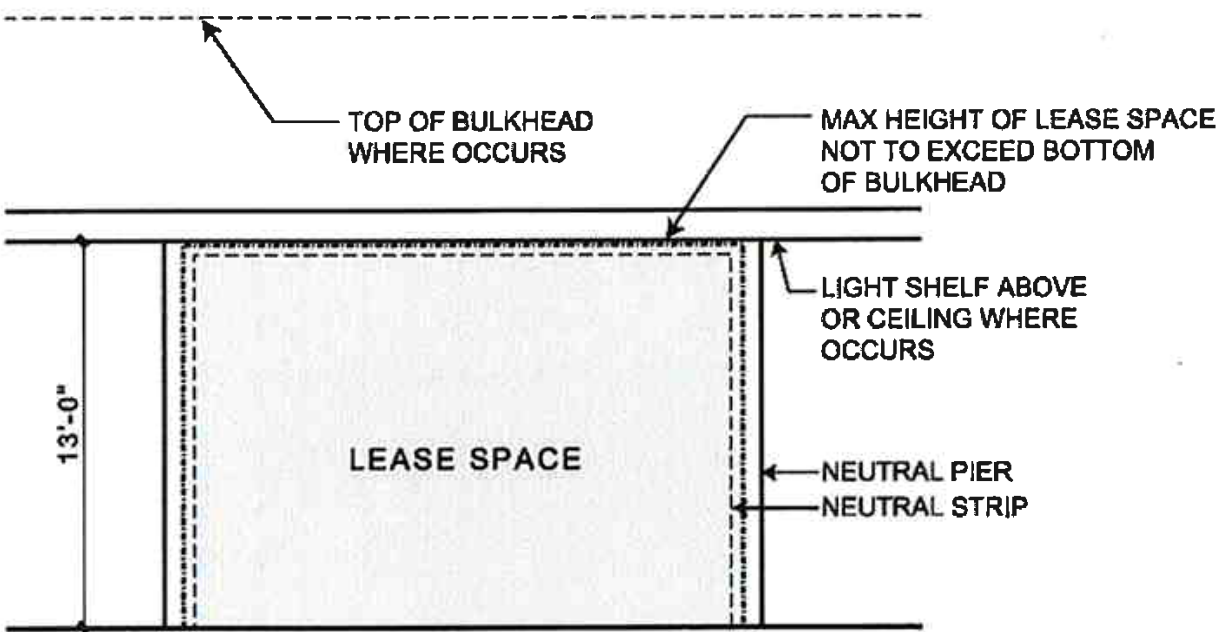 TOP OF BULKHEAD
WHERE OCCURS
MAX HEIGHT OF LEASE SPACE
NOT TO EXCEED BOTTOM
OF BULKHEAD
LIGHT SHELF ABOVE
OR CEILING WHERE
OCCURS
13'-0"
LEASE SPACE
NEUTRAL PIER
NEUTRAL STRIP